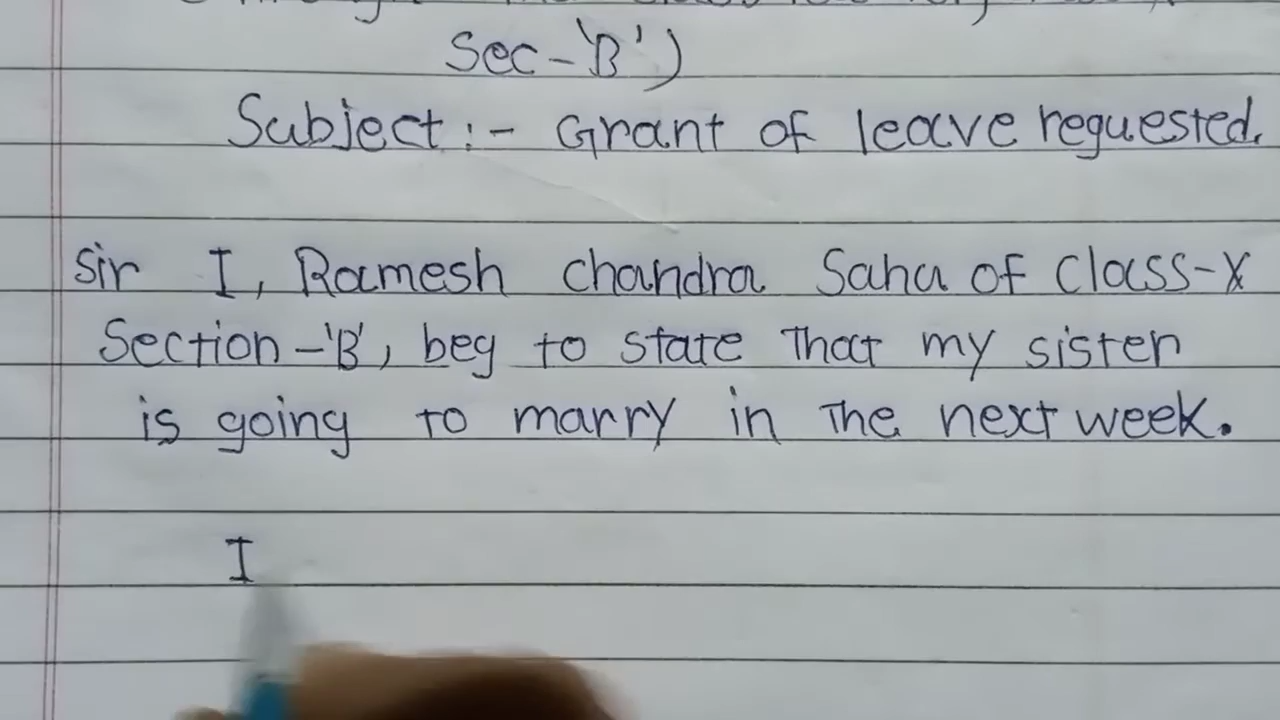 Sec-'B')
Subject:- Grant of leave requested.
Sir I, Ramesh chandra Saha of Class-X
Section-'B', beg to state that my sister
is going to marry in the next week.
I